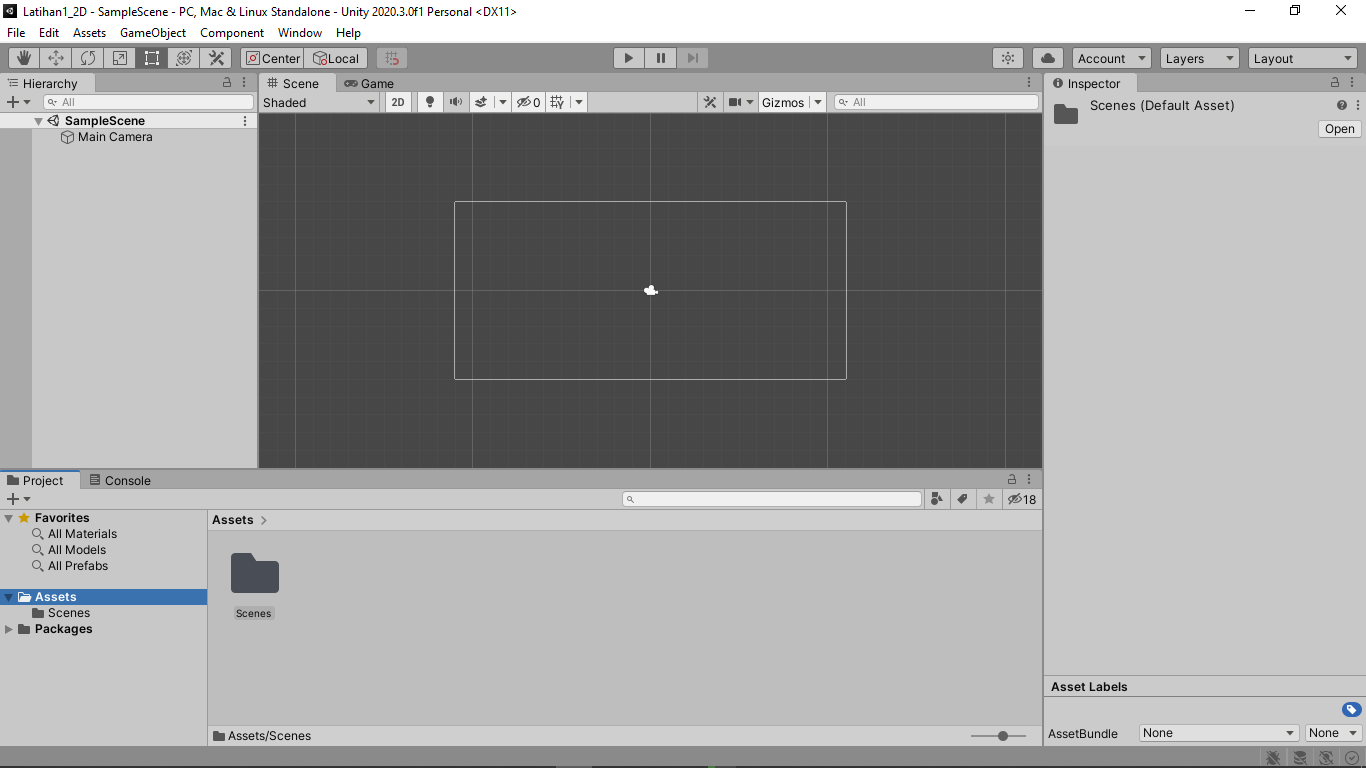 Latihan1_2D - SampleScene - PC, Mac & Linux Standalone - Unity 2020.3.0f1 Personal <DX11>
File Edit Assets GameObject Component Window Help
Center Local Account Layers Layout
Hierarchy
All
SampleScene
Main Camera
Scene Game
Shaded 2D 0 Gizmos All
Inspector
Scenes (Default Asset)
Open
Project Console
18
Favorites
All Materials
All Models
All Prefabs
Assets
Scenes
Packages
Assets
Scenes
Assets/Scenes
Asset Labels
AssetBundle None None